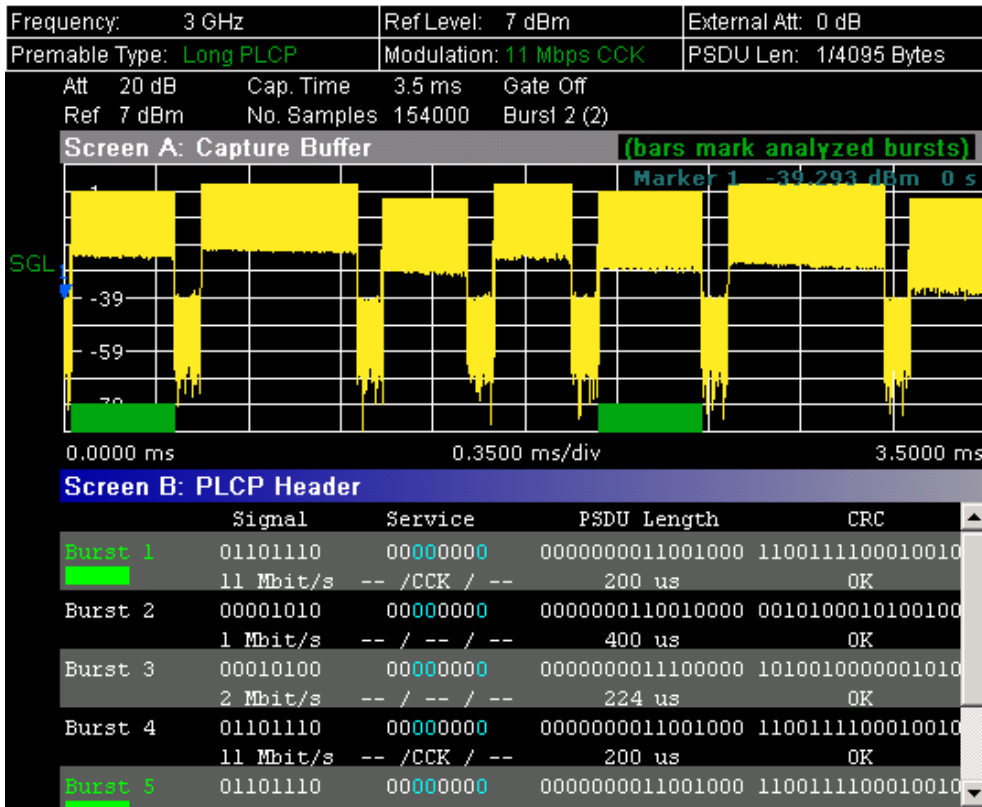 Frequency: 3 GHz Ref Level: 7 dBm External Att: 0 dB
Premable Type: Long PLCP Modulation: 11 Mbps CCK PSDU Len: 1/4095 Bytes
Att 20 dB Cap. Time 3.5 ms Gate Off
Ref 7 dBm No. Samples 154000 Burst 2 (2)
Screen A: Capture Buffer (bars mark analyzed bursts)
Marker 1 -39.293 dBm 0 s
1
SGL
1
-39
-59
-79
0.0000 ms 0.3500 ms/div 3.5000 ms
Screen B: PLCP Header
Signal Service PSDU Length CRC
Burst 1 01101110 00000000 0000000011001000 1100111100010010
11 Mbit/s -- /CCK / -- 200 us OK
Burst 2 00001010 00000000 0000000110010000 0010100010100100
1 Mbit/s -- / -- / -- 400 us OK
Burst 3 00010100 00000000 0000000011100000 1010010000001010
2 Mbit/s -- / -- / -- 224 us OK
Burst 4 01101110 00000000 0000000011001000 1100111100010010
11 Mbit/s -- /CCK / -- 200 us OK
Burst 5 01101110 00000000 0000000011001000 1100111100010010